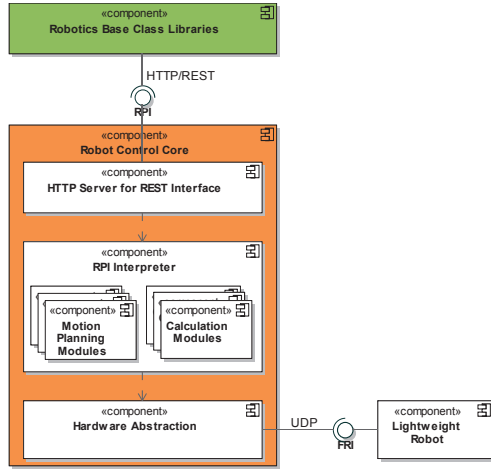 «component»
Robotics Base Class Libraries
HTTP/REST
RPI
«component»
Robot Control Core
«component»
HTTP Server for REST Interface
«component»
RPI Interpreter
«component»
Motion
Planning
Modules
«component»
Calculation
Modules
«component»
Hardware Abstraction
UDP
FRI
«component»
Lightweight
Robot